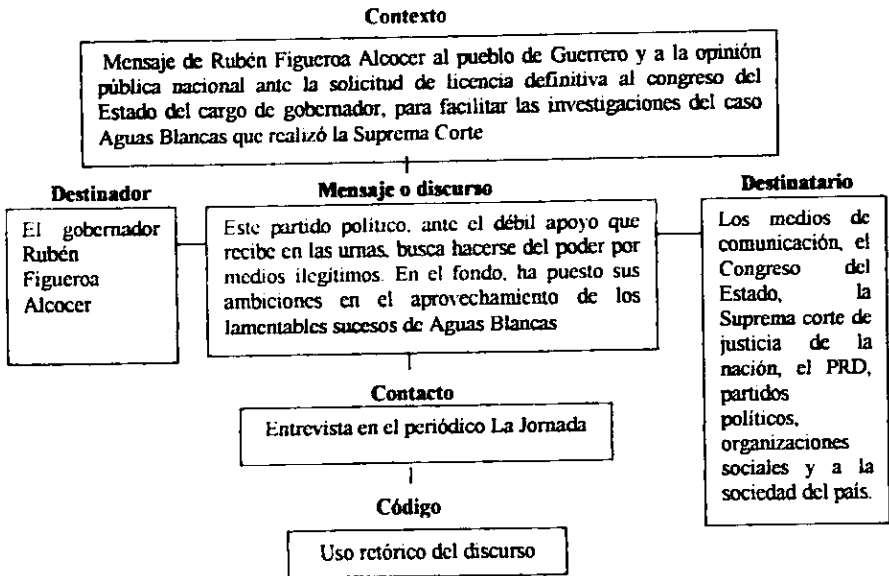 Contexto
Mensaje de Rubén Figueroa Alcocer al pueblo de Guerrero y a la opinión
pública nacional ante la solicitud de licencia definitiva al congreso del
Estado del cargo de gobernador, para facilitar las investigaciones del caso
Aguas Blancas que realizó la Suprema Corte
Destinador
El gobernador
Rubén
Figueroa
Alcocer
Mensaje o discurso
Este partido político, ante el débil apoyo que
recibe en las urnas, busca hacerse del poder por
medios ilegítimos. En el fondo, ha puesto sus
ambiciones en el aprovechamiento de los
lamentables sucesos de Aguas Blancas
Destinatario
Los medios de
comunicación, el
Congreso del
Estado, la
Suprema corte de
justicia de la
nación, el PRD,
partidos
políticos,
organizaciones
sociales y a la
sociedad del país.
Contacto
Entrevista en el periódico La Jornada
Código
Uso retórico del discurso